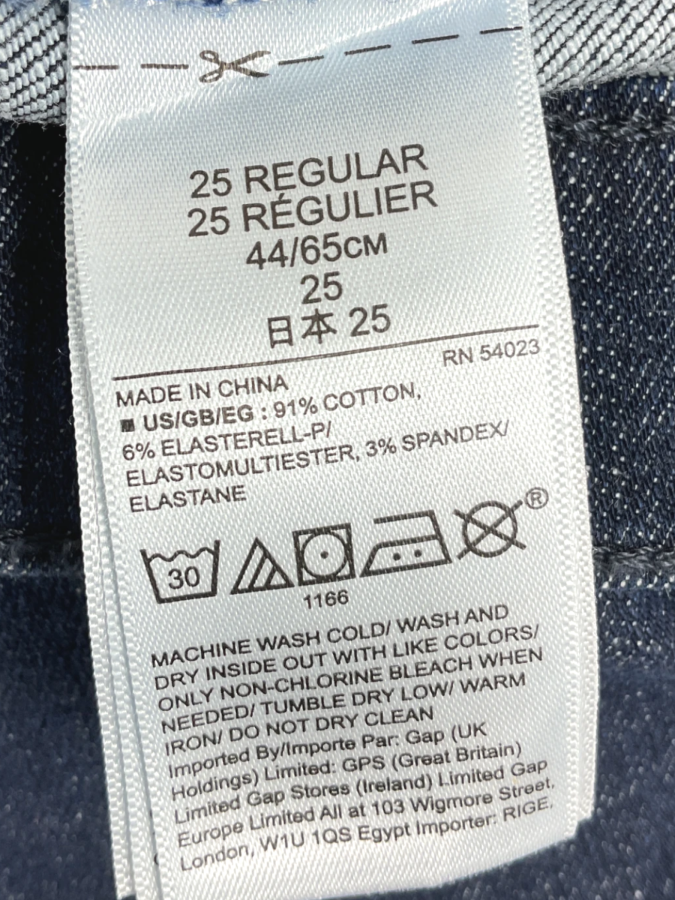 25 REGULAR
25 RÉGULIER
44/65CM
25
日本 25
RN 54023
MADE IN CHINA
US/GB/EG : 91% COTTON,
6% ELASTERELL-P/
ELASTOMULTIESTER, 3% SPANDEX/
ELASTANE
30
®
1166
MACHINE WASH COLD/ WASH AND
DRY INSIDE OUT WITH LIKE COLORS/
ONLY NON-CHLORINE BLEACH WHEN
NEEDED/ TUMBLE DRY LOW/ WARM
IRON/ DO NOT DRY CLEAN
Imported By/Importe Par: Gap (UK
Holdings) Limited: GPS (Great Britain)
Limited Gap Stores (Ireland) Limited Gap
Europe Limited All at 103 Wigmore Street,
London, W1U 1QS Egypt Importer: RIGE.